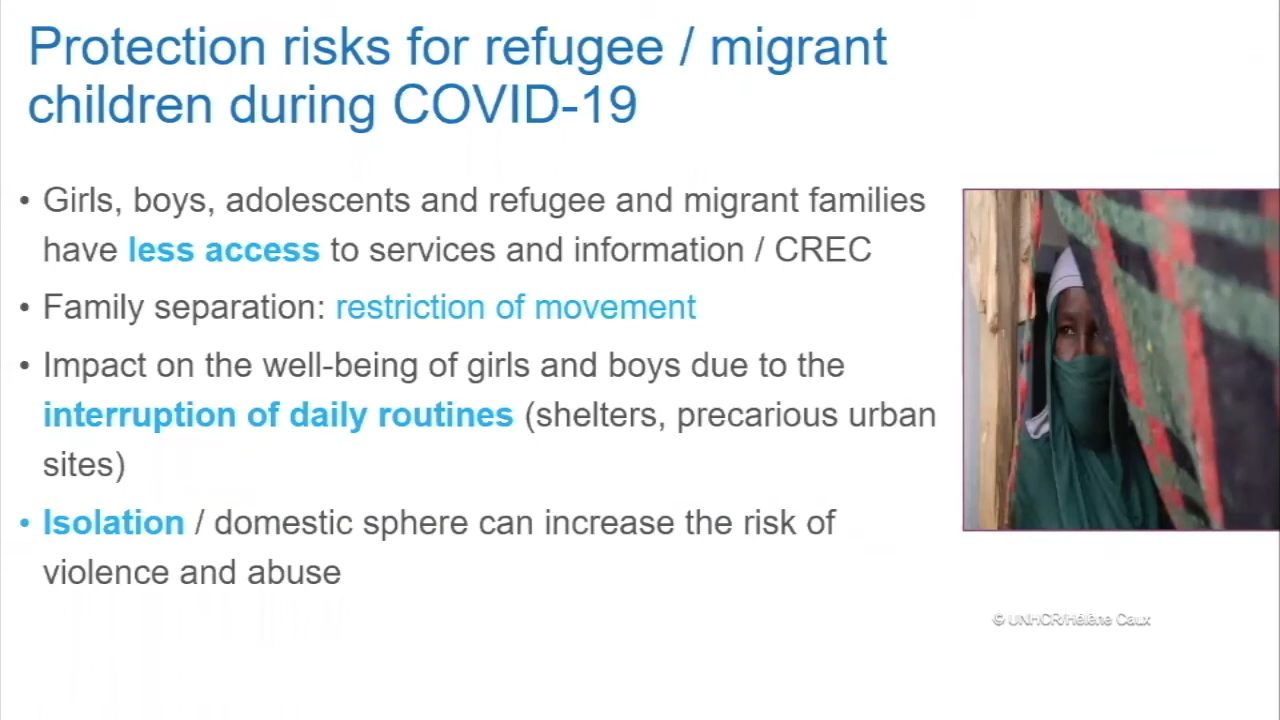 Protection risks for refugee / migrant
children during COVID-19
• Girls, boys, adolescents and refugee and migrant families
have less access to services and information / CREC
• Family separation: restriction of movement
• Impact on the well-being of girls and boys due to the
interruption of daily routines (shelters, precarious urban
sites)
• Isolation / domestic sphere can increase the risk of
violence and abuse
© UNHCR/Hélène Caux